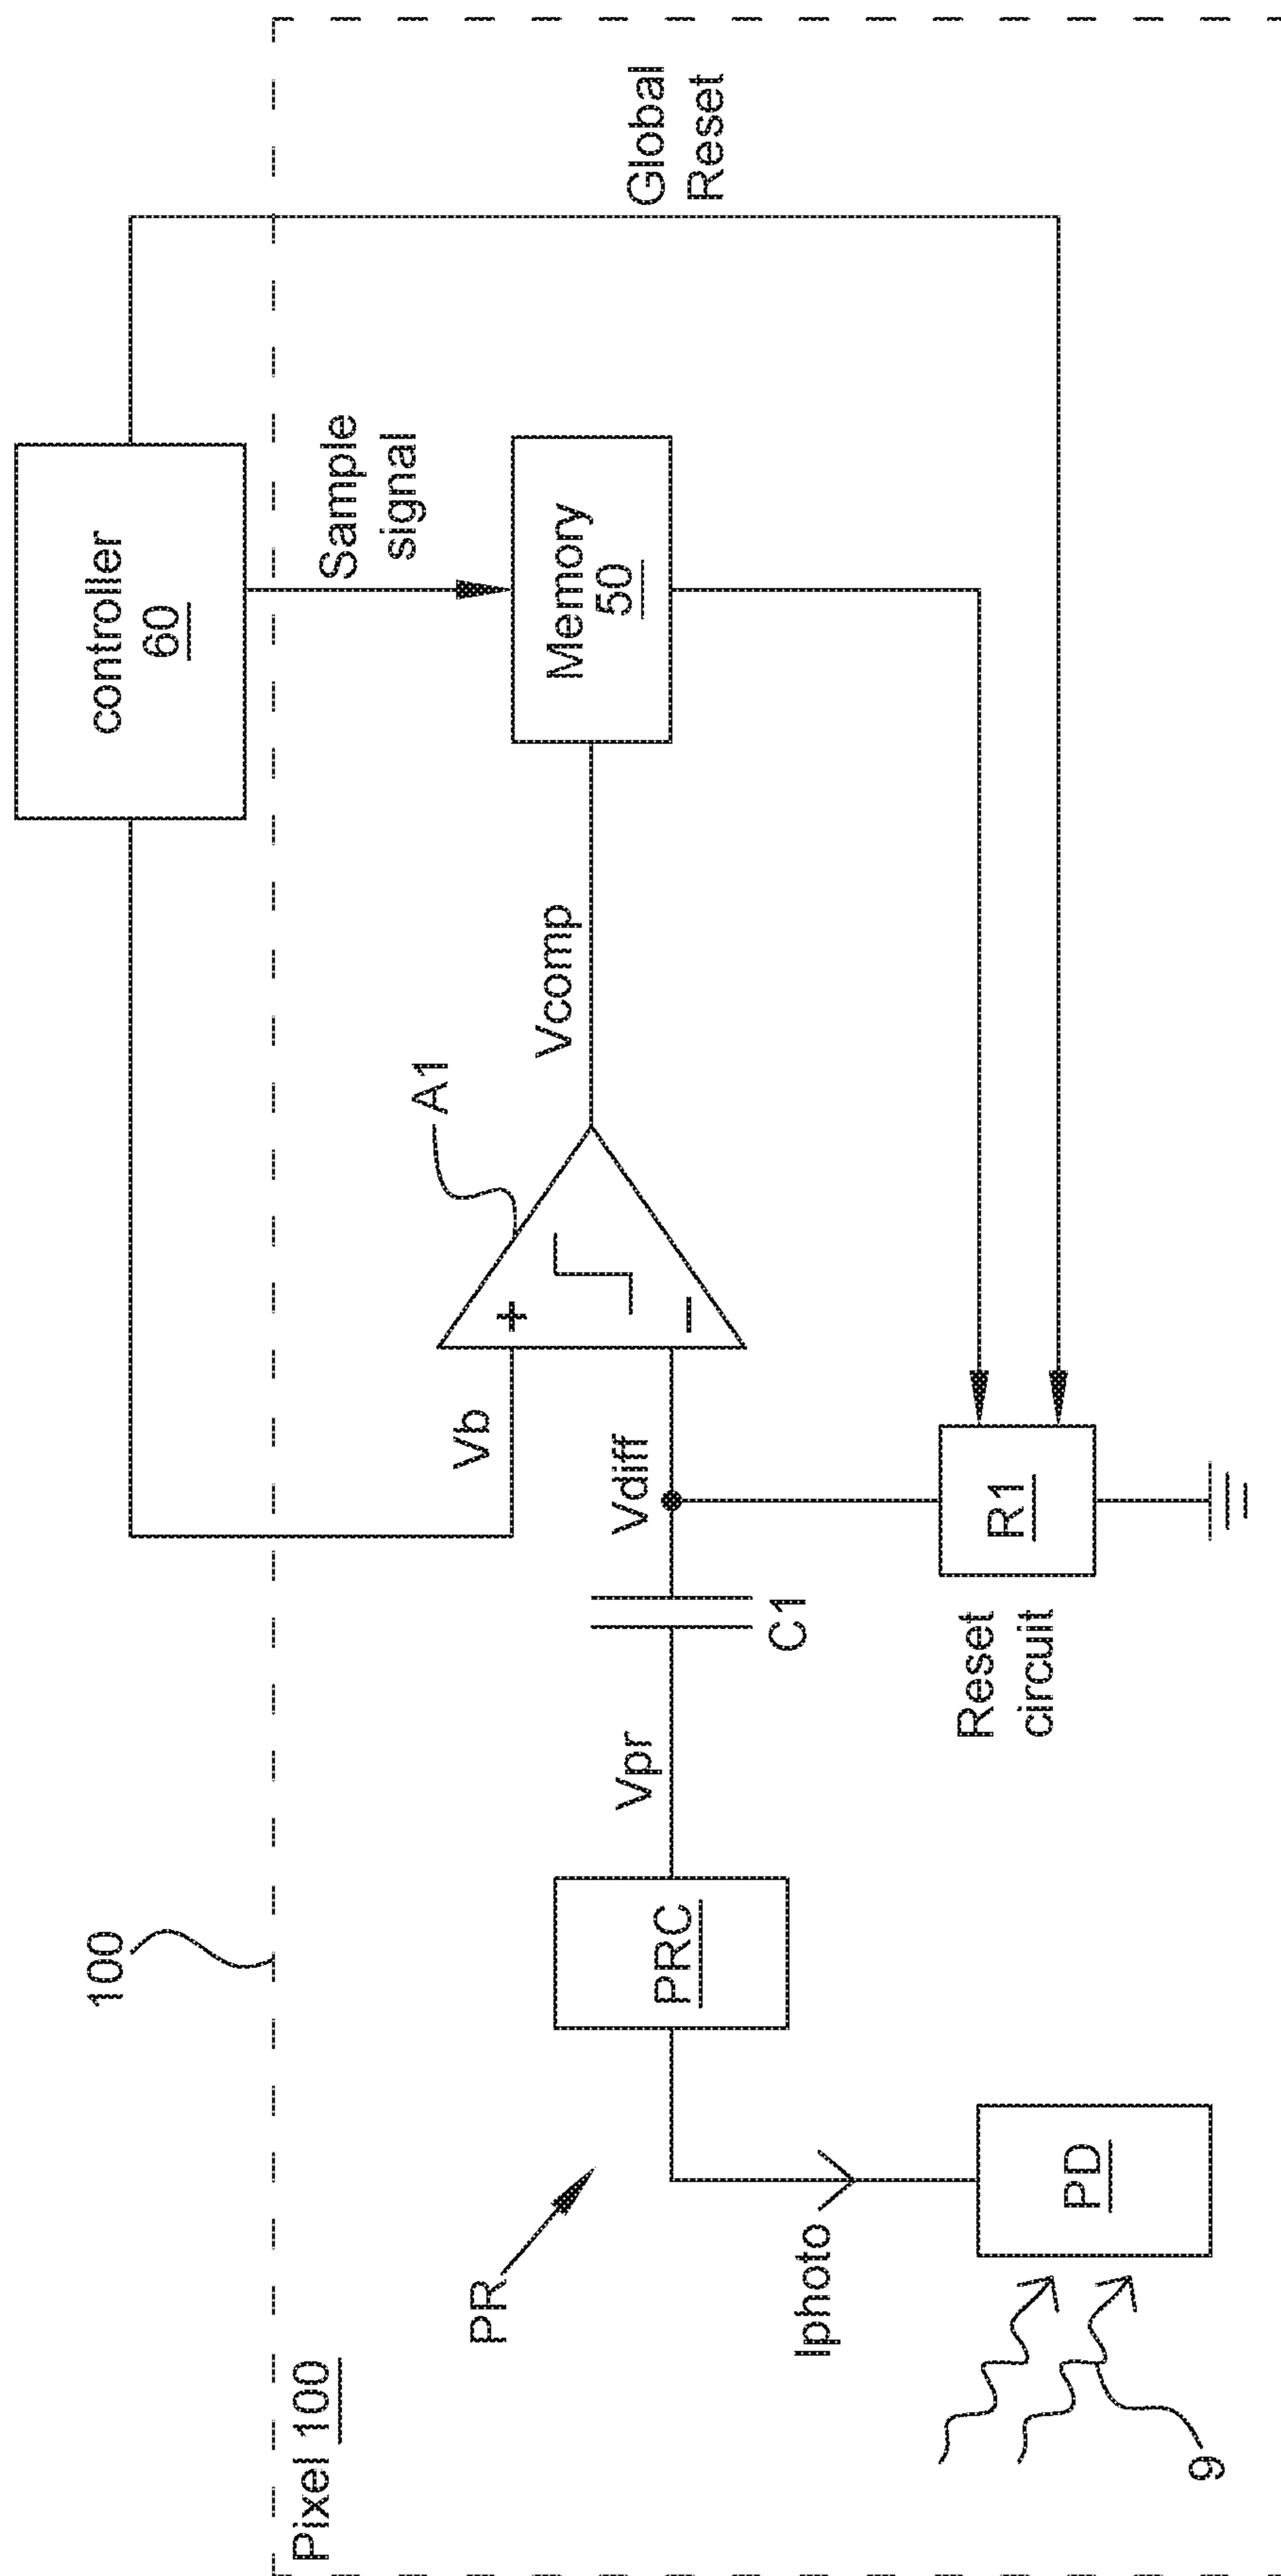 100
controller
60
Pixel 100
Sample
signal
Global
Reset
PR
A1
Vb
Memory
50
Vcomp
Vpr
Vdiff
+
−
PRC
C1
Iphoto
Reset
circuit
R1
PD
9